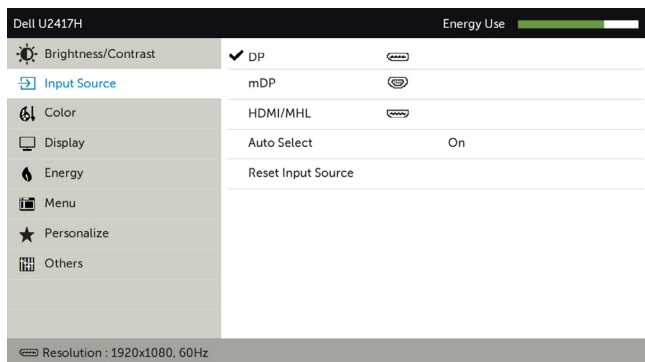 Dell U2417H
Energy Use
Brightness/Contrast
Input Source
Color
Display
Energy
Menu
Personalize
Others
DP
mDP
HDMI/MHL
Auto Select On
Reset Input Source
Resolution : 1920x1080, 60Hz